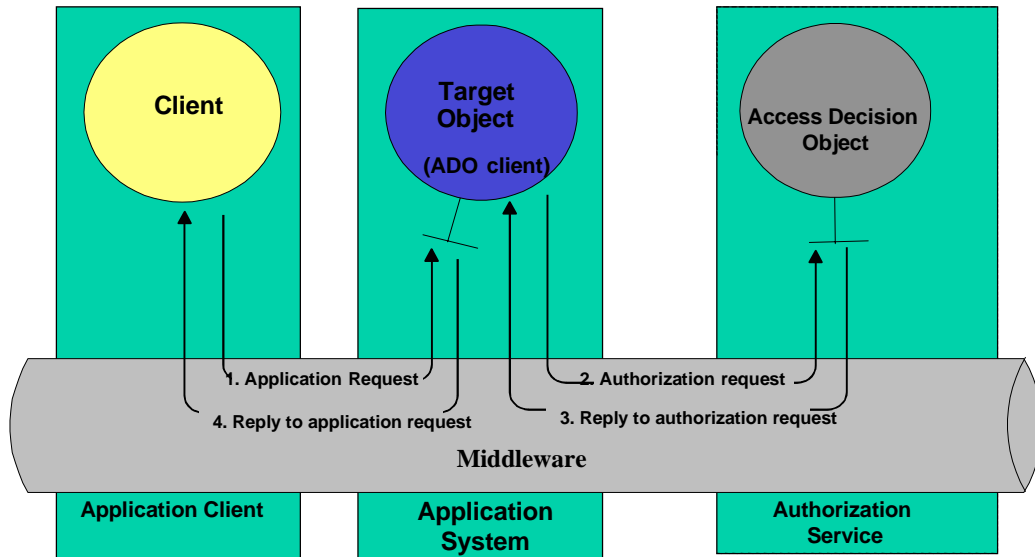 Client
Target
Object
(ADO client)
Access Decision
Object
1. Application Request
2. Authorization request
4. Reply to application request
3. Reply to authorization request
Middleware
Application Client
Application
System
Authorization
Service